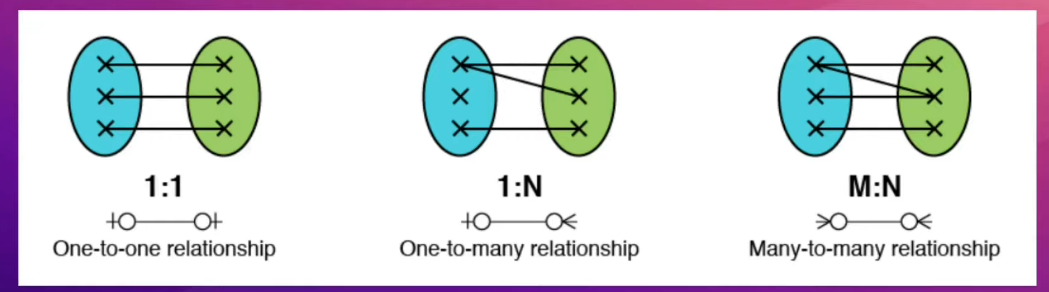 1:1
One-to-one relationship
1:N
One-to-many relationship
M:N
Many-to-many relationship